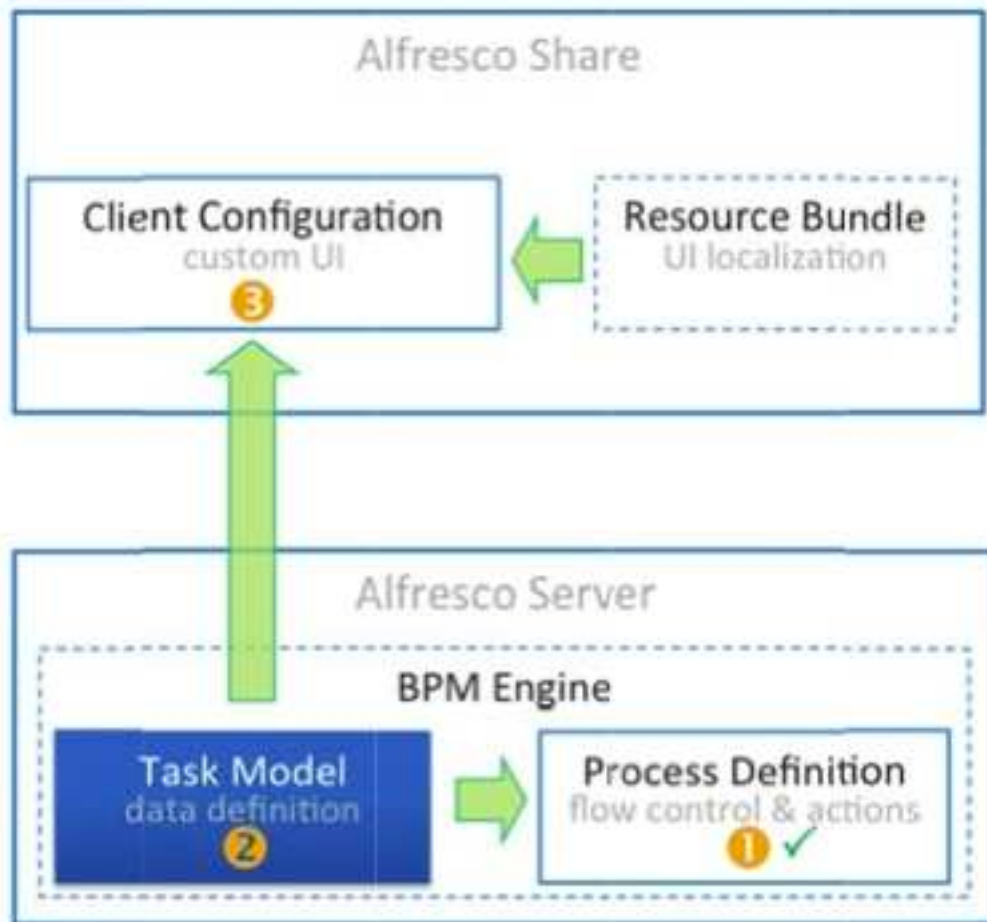 Alfresco Share
Client Configuration
custom UI
3
Resource Bundle
UI localization
Alfresco Server
BPM Engine
Task Model
data definition
2
Process Definition
flow control & actions
1 ✓